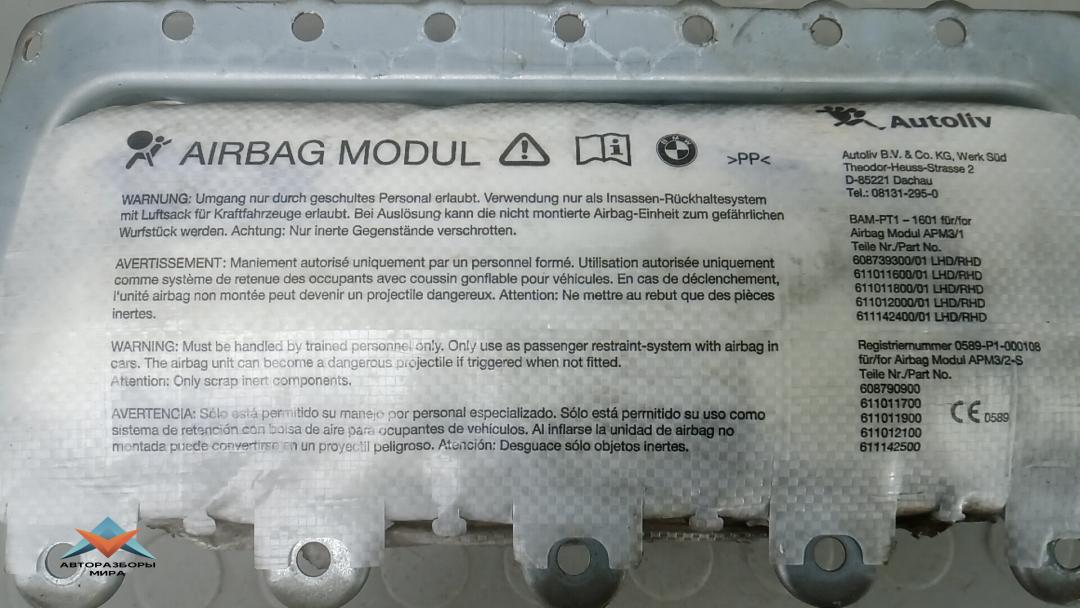 AIRBAG MODUL
>PP<
WARNUNG: Umgang nur durch geschultes Personal erlaubt. Verwendung nur als Insassen-Rückhaltesystem
mit Luftsack für Kraftfahrzeuge erlaubt. Bei Auslösung kann die nicht montierte Airbag-Einheit zum gefährlichen
Wurfstück werden. Achtung: Nur inerte Gegenstände verschrotten.
AVERTISSEMENT: Maniement autorisé uniquement par un personnel formé. Utilisation autorisée uniquement
comme système de retenue des occupants avec coussin gonflable pour véhicules. En cas de déclenchement,
l'unité airbag non montée peut devenir un projectile dangereux. Attention: Ne mettre au rebut que des pièces
inertes.
WARNING: Must be handled by trained personnel only. Only use as passenger restraint-system with airbag in
cars. The airbag unit can become a dangerous projectile if triggered when not fitted.
Attention: Only scrap inert components.
AVERTENCIA: Sólo está permitido su manejo por personal especializado. Sólo está permitido su uso como
sistema de retención con bolsa de aire para ocupantes de vehículos. Al inflarse la unidad de airbag no
montada puede convertirse en un proyectil peligroso. Atención: Desguace sólo objetos inertes.
Autoliv
Autoliv B.V. & Co. KG, Werk Süd
Theodor-Heuss-Strasse 2
D-85221 Dachau
Tel.: 08131-295-0
BAM-PT1 – 1601 für/for
Airbag Modul APM3/1
Teile Nr./Part No.
608739300/01 LHD/RHD
611011600/01 LHD/RHD
611011800/01 LHD/RHD
611012000/01 LHD/RHD
611142400/01 LHD/RHD
Registriernummer 0589-P1-000108
für/for Airbag Modul APM3/2-S
Teile Nr./Part No.
608790900
611011700
611011900
611012100
611142500
CE 0589
АВТОРАЗБОРЫ
МИРА